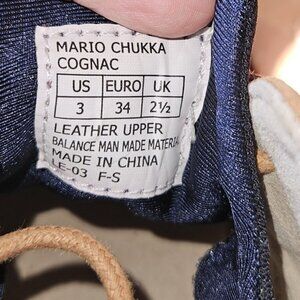 MARIO CHUKKA
COGNAC
US EURO UK
3 34 2½
LEATHER UPPER
BALANCE MAN MADE MATERIA
MADE IN CHINA
LE-03 F-S